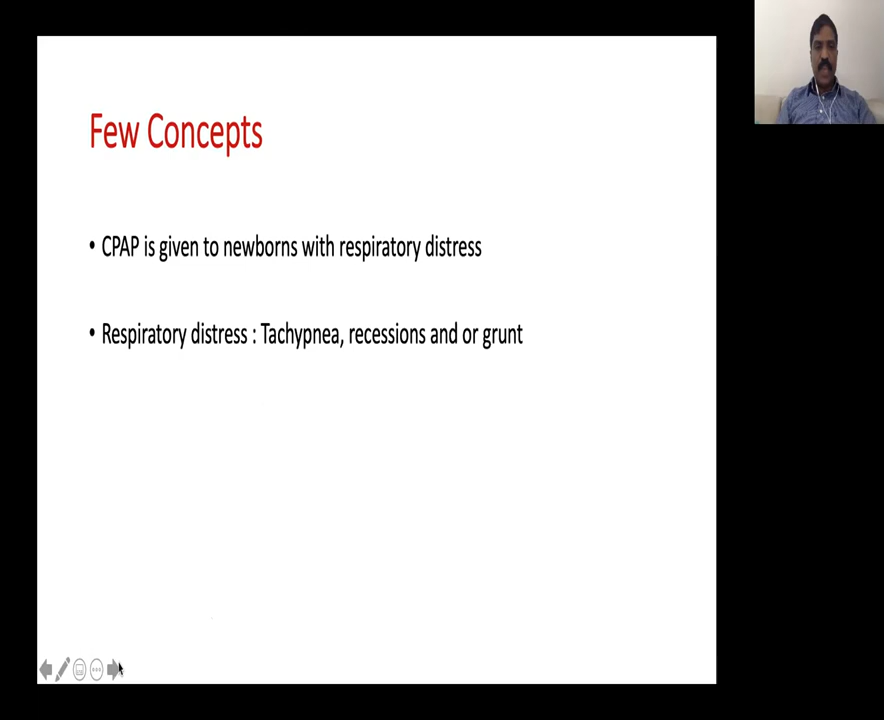 Few Concepts
• CPAP is given to newborns with respiratory distress
• Respiratory distress : Tachypnea, recessions and or grunt